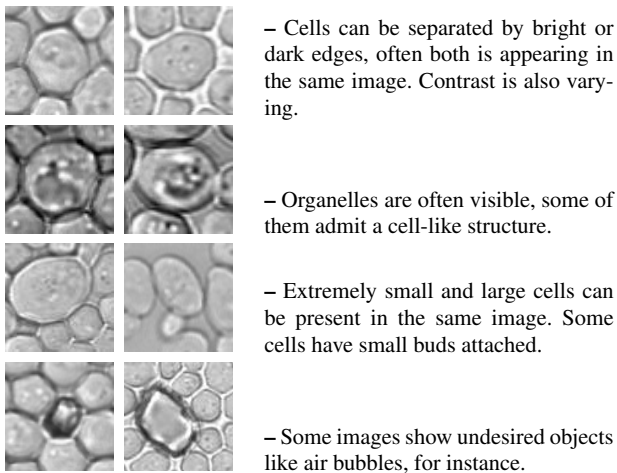 – Cells can be separated by bright or
dark edges, often both is appearing in
the same image. Contrast is also vary-
ing.
– Organelles are often visible, some of
them admit a cell-like structure.
– Extremely small and large cells can
be present in the same image. Some
cells have small buds attached.
– Some images show undesired objects
like air bubbles, for instance.